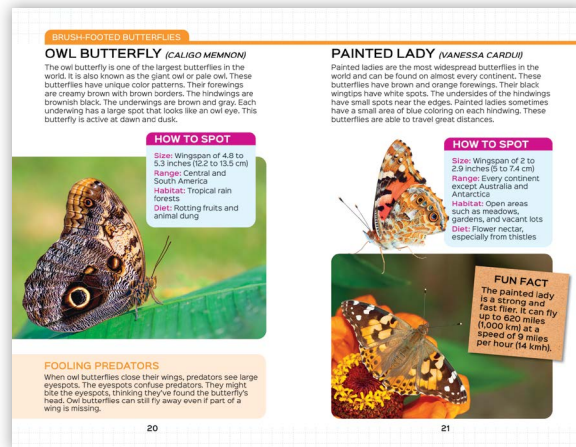 BRUSH-FOOTED BUTTERFLIES
OWL BUTTERFLY (CALIGO MEMNON)
The owl butterfly is one of the largest butterflies in the
world. It is also known as the giant owl or pale owl. These
butterflies have unique color patterns. Their forewings
are creamy brown with brown borders. The hindwings are
brownish black. The underwings are brown and gray. Each
underwing has a large spot that looks like an owl eye. This
butterfly is active at dawn and dusk.
HOW TO SPOT
Size: Wingspan of 4.8 to
5.3 inches (12.2 to 13.5 cm)
Range: Central and
South America
Habitat: Tropical rain
forests
Diet: Rotting fruits and
animal dung
FOOLING PREDATORS
When owl butterflies close their wings, predators see large
eyespots. The eyespots confuse predators. They might
bite the eyespots, thinking they've found the butterfly's
head. Owl butterflies can still fly away even if part of a
wing is missing.
20
PAINTED LADY (VANESSA CARDUI)
Painted ladies are the most widespread butterflies in the
world and can be found on almost every continent. These
butterflies have brown and orange forewings. Their black
wingtips have white spots. The undersides of the hindwings
have small spots near the edges. Painted ladies sometimes
have a small area of blue coloring on each hindwing. These
butterflies are able to travel great distances.
HOW TO SPOT
Size: Wingspan of 2 to
2.9 inches (5 to 7.4 cm)
Range: Every continent
except Australia and
Antarctica
Habitat: Open areas
such as meadows,
gardens, and vacant lots
Diet: Flower nectar,
especially from thistles
FUN FACT
The painted lady
is a strong and
fast flier. It can fly
up to 620 miles
(1,000 km) at a
speed of 9 miles
per hour (14 kmh).
21